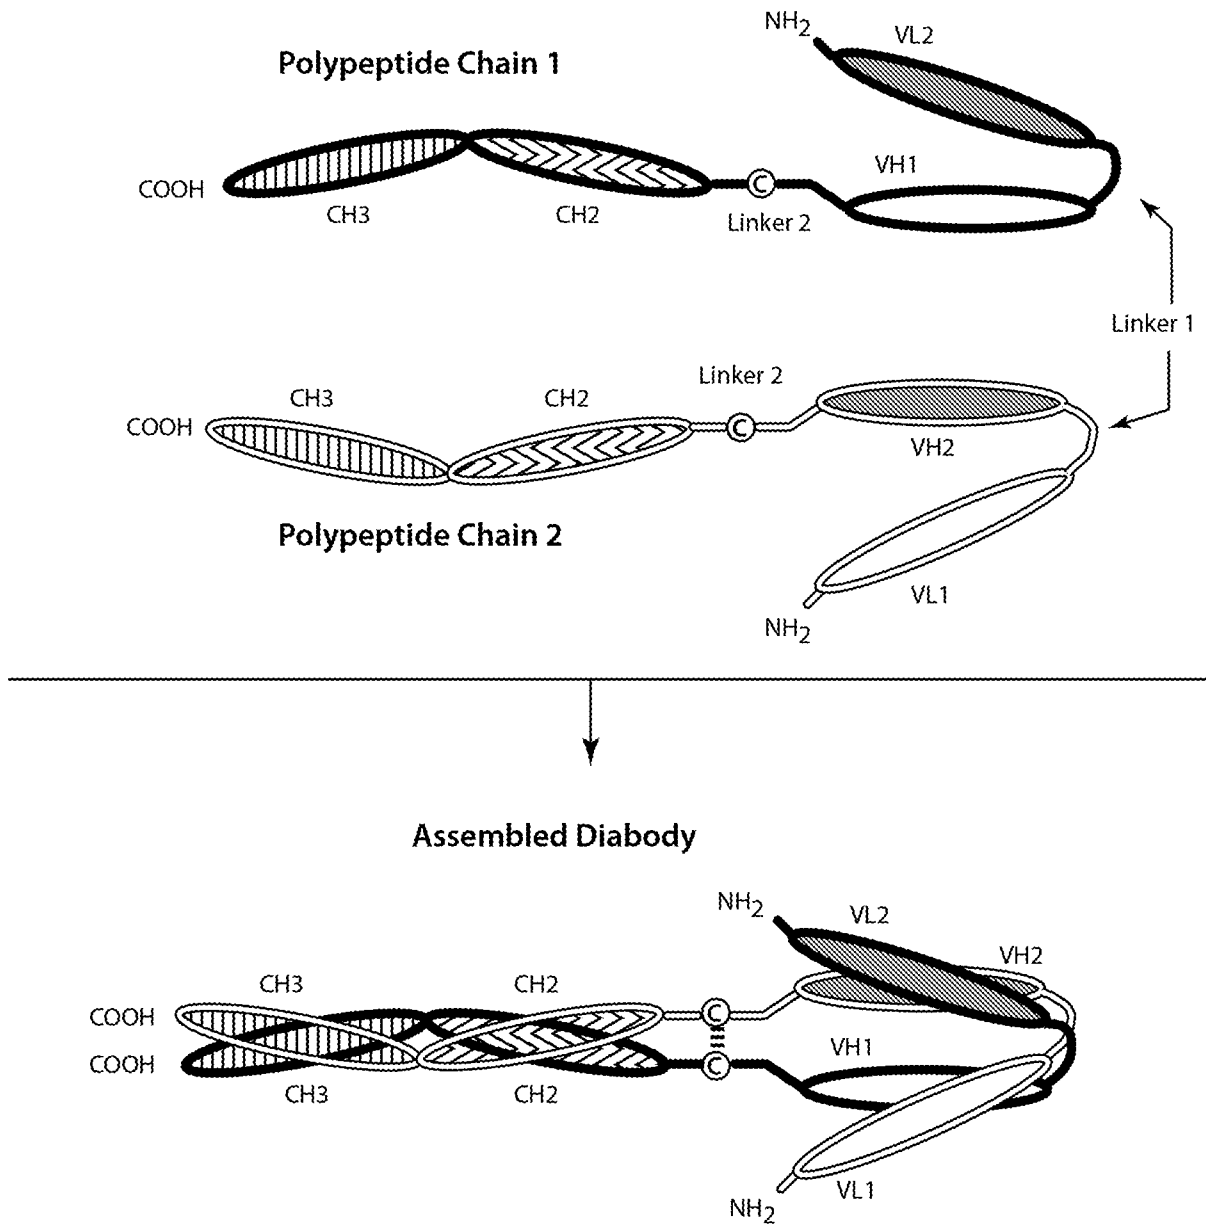 NH2
VL2
Polypeptide Chain 1
VH1
COOH
C
CH3
CH2
Linker 2
Linker 1
Linker 2
CH3
CH2
COOH
C
VH2
Polypeptide Chain 2
VL1
NH2
Assembled Diabody
NH2
VL2
VH2
CH3
CH2
COOH
C
VH1
COOH
C
CH3
CH2
VL1
NH2